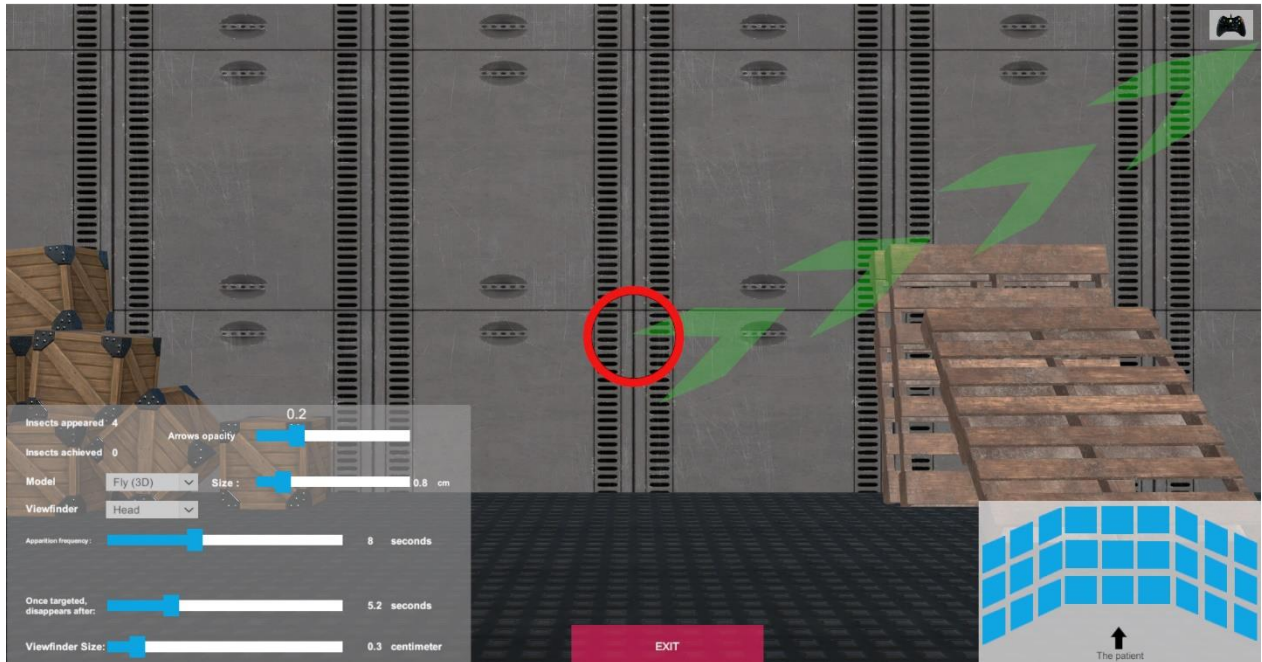 0.2
Insects appeared 4
Arrows opacity
Insects achieved 0
Model Fly (3D) Size : 0.8 cm
Viewfinder Head
Apparition frequency : 8 seconds
Once targeted,
disappears after: 5.2 seconds
Viewfinder Size: 0.3 centimeter
EXIT
The patient